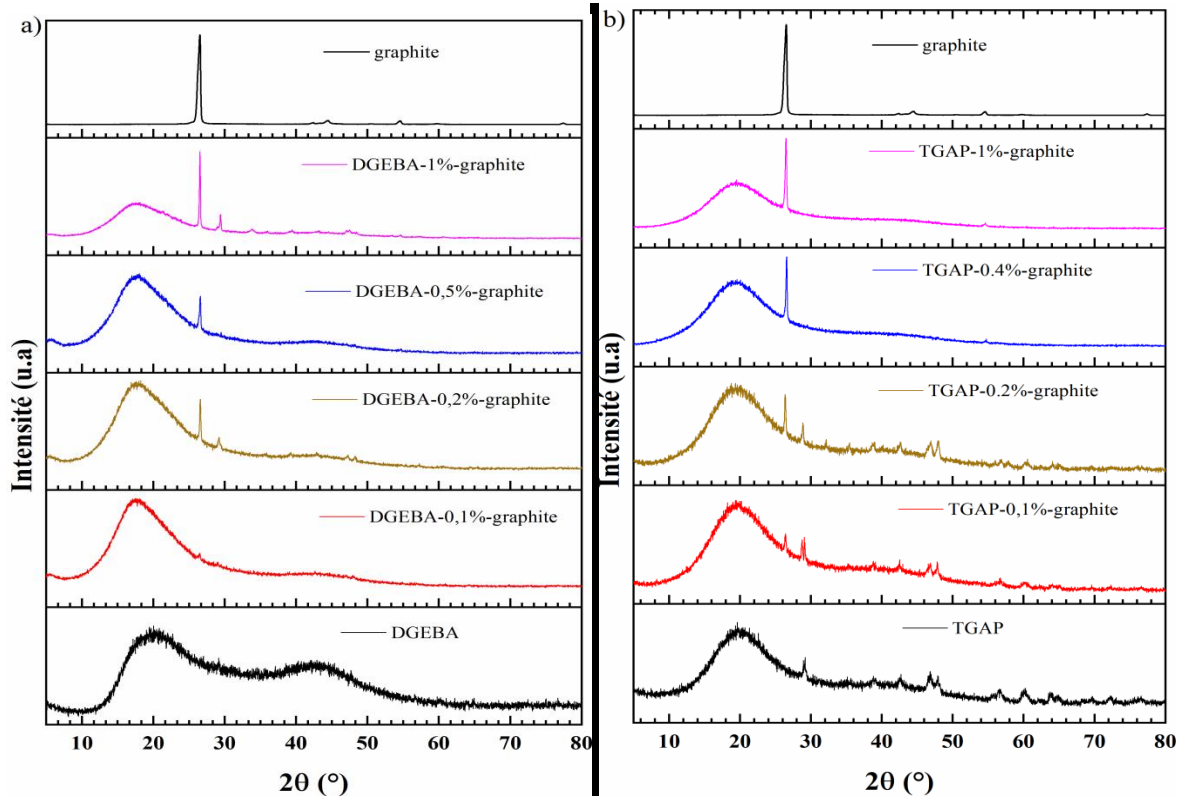 a)
graphite
DGEBA-1%-graphite
DGEBA-0,5%-graphite
DGEBA-0,2%-graphite
DGEBA-0,1%-graphite
DGEBA
Intensité (u.a)
10 20 30 40 50 60 70 80
2θ (°)
b)
graphite
TGAP-1%-graphite
TGAP-0.4%-graphite
TGAP-0.2%-graphite
TGAP-0,1%-graphite
TGAP
Intensité (u.a)
10 20 30 40 50 60 70 80
2θ (°)